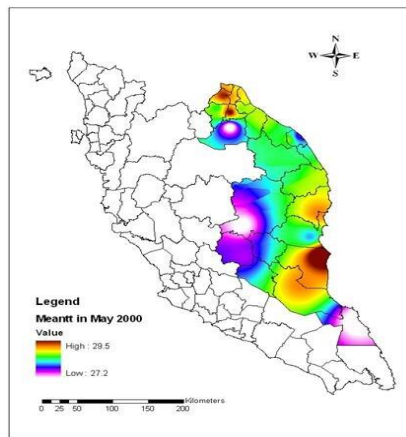 N
W E
S
Legend
Meantt in May 2000
Value
High : 29.5
Low : 27.2
0 25 50 100 150 200 Kilometers